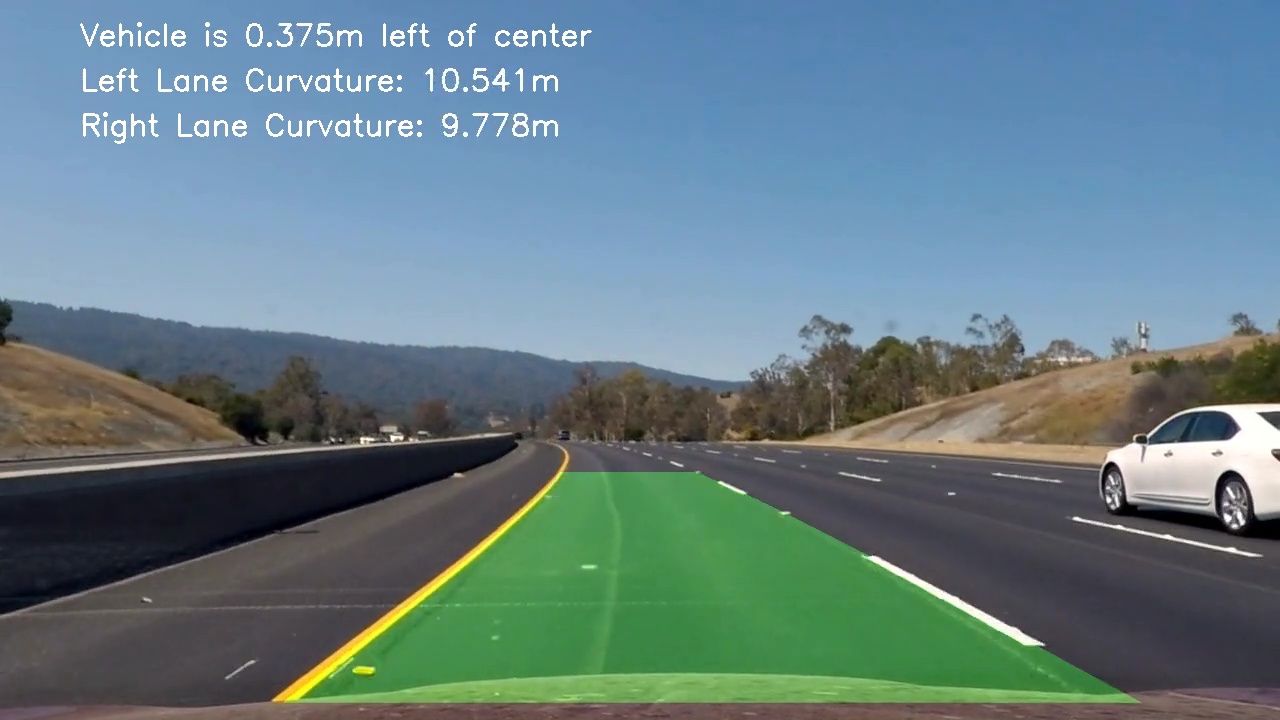 Vehicle is 0.375m left of center
Left Lane Curvature: 10.541m
Right Lane Curvature: 9.778m